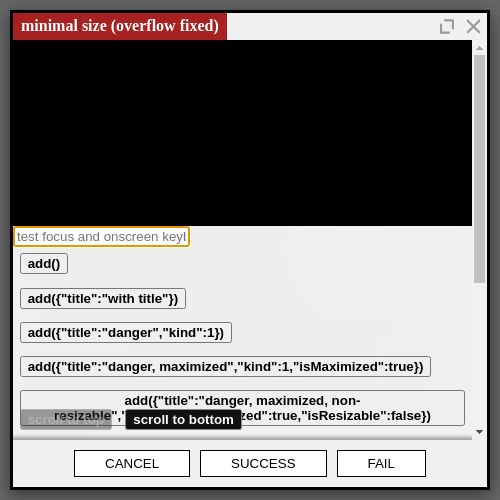 minimal size (overflow fixed)
test focus and onscreen keyb
add()
add({"title":"with title"})
add({"title":"danger","kind":1})
add({"title":"danger, maximized","kind":1,"isMaximized":true})
add({"title":"danger, maximized, non-
resizable","
zed":true,"isResizable":false})
scroll to top
scroll to bottom
CANCEL
SUCCESS
FAIL